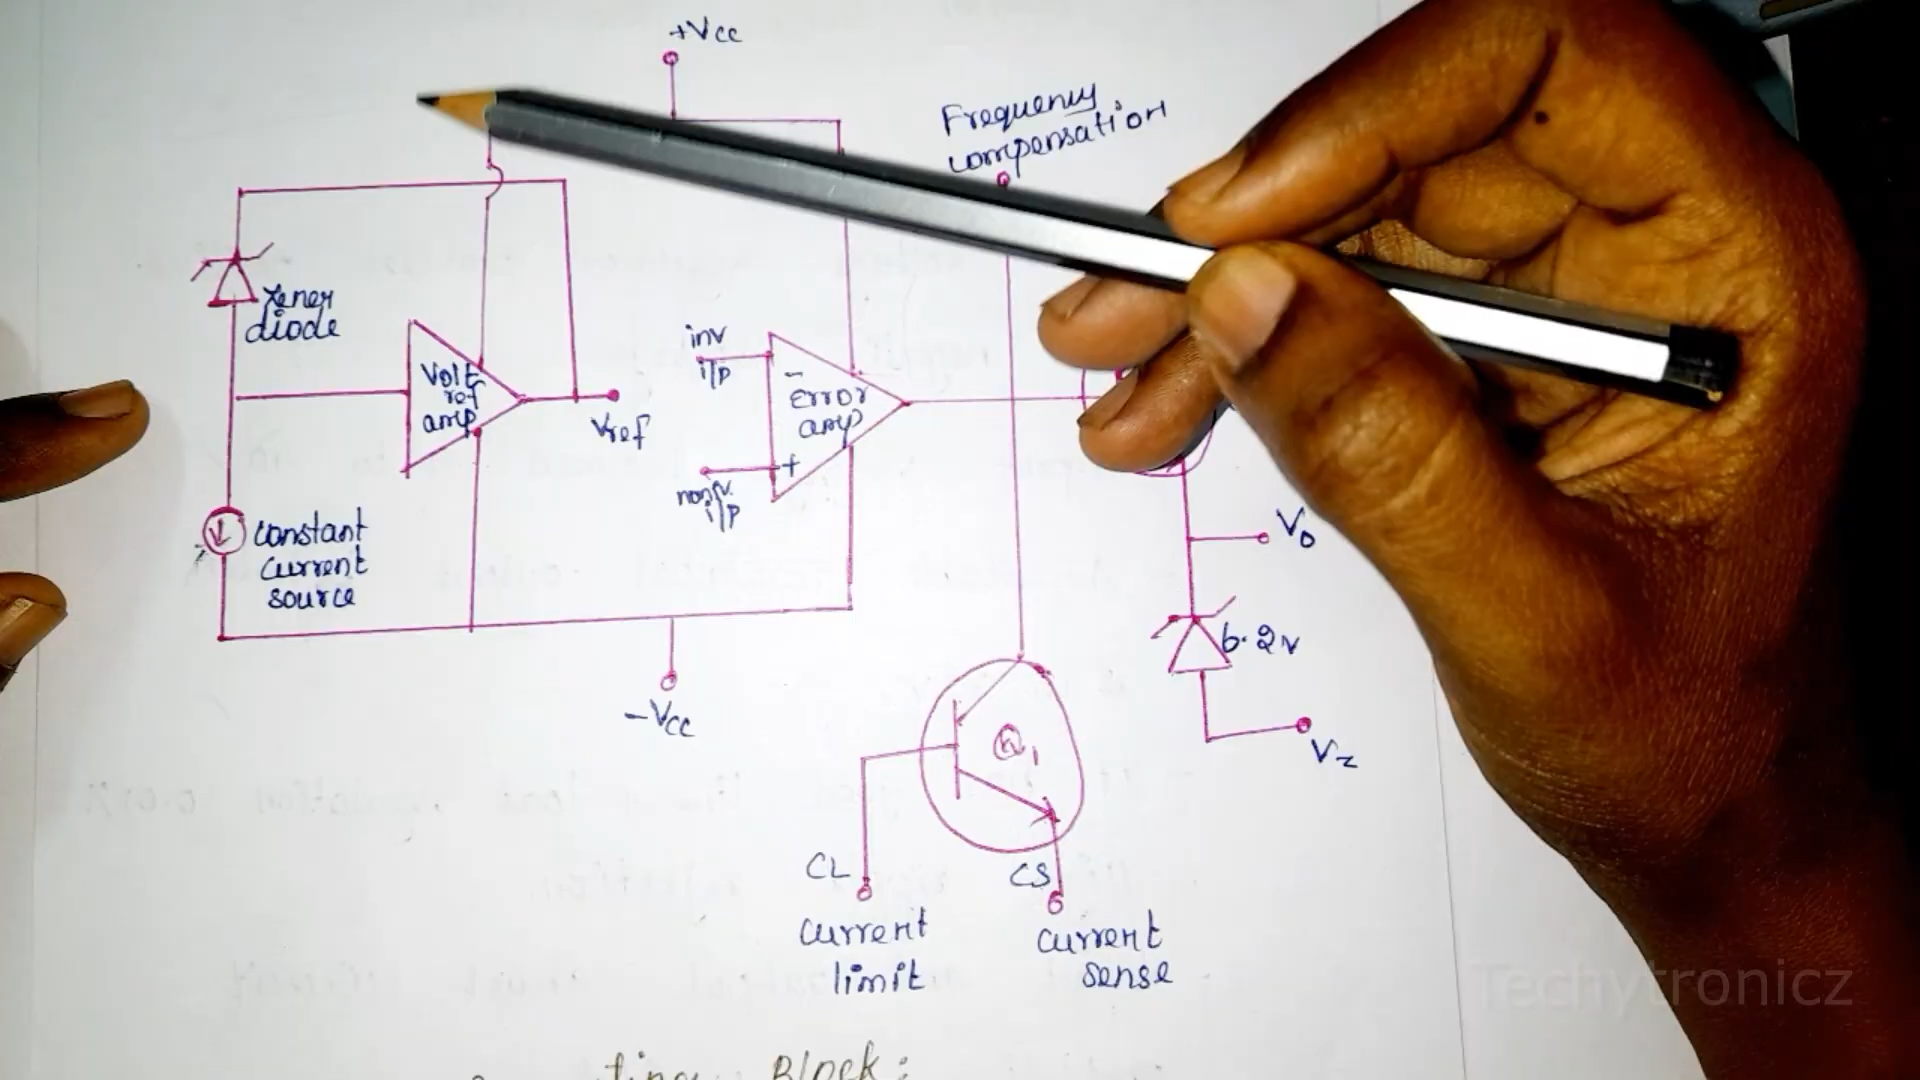 +Vcc
Frequency
compensation
Zener
diode
Volt
ref
amp
Vref
inv
i/p
-
Error
amp
+
non inv.
i/p
constant
current
source
Vo
6.2v
-Vcc
Vz
Q1
CL
CS
current
limit
current
sense
Block:
Techytronicz